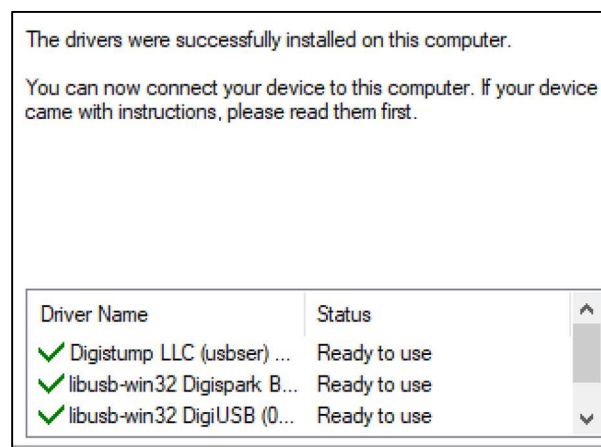 The drivers were successfully installed on this computer.
You can now connect your device to this computer. If your device
came with instructions, please read them first.
Driver Name Status
Digistump LLC (usbser) ... Ready to use
libusb-win32 Digispark B... Ready to use
libusb-win32 DigiUSB (0... Ready to use